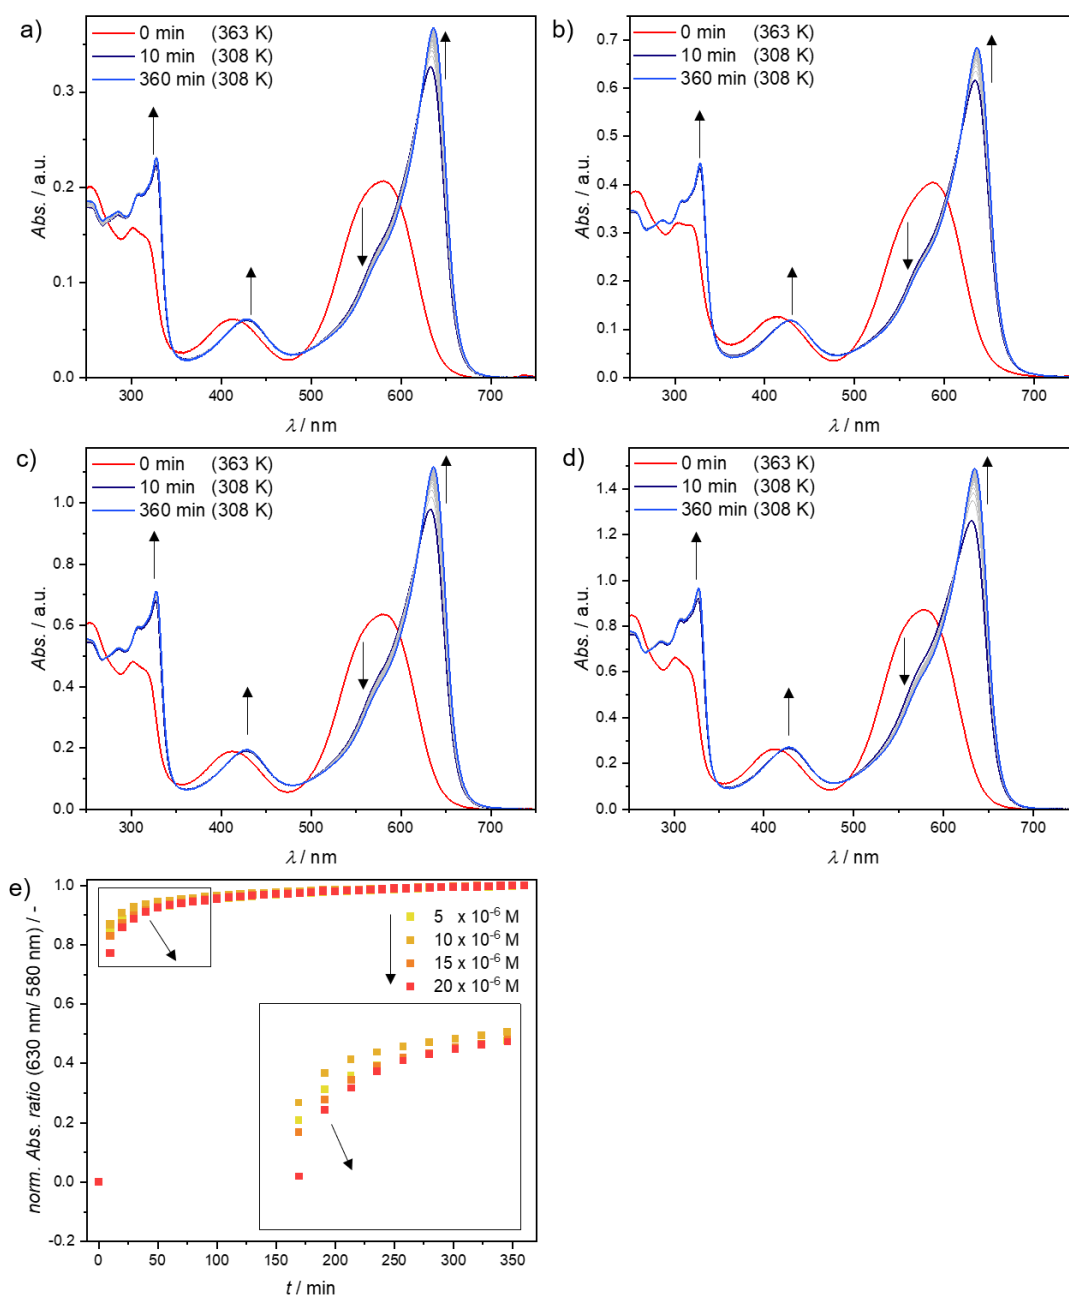 a)
0 min (363 K)
10 min (308 K)
360 min (308 K)
0.3
0.2
0.1
0.0
Abs. / a.u.
300 400 500 600 700
λ / nm
b)
0 min (363 K)
10 min (308 K)
360 min (308 K)
0.7
0.6
0.5
0.4
0.3
0.2
0.1
0.0
Abs. / a.u.
300 400 500 600 700
λ / nm
c)
0 min (363 K)
10 min (308 K)
360 min (308 K)
1.0
0.8
0.6
0.4
0.2
0.0
Abs. / a.u.
300 400 500 600 700
λ / nm
d)
0 min (363 K)
10 min (308 K)
360 min (308 K)
1.4
1.2
1.0
0.8
0.6
0.4
0.2
0.0
Abs. / a.u.
300 400 500 600 700
λ / nm
e)
1.0
0.8
0.6
0.4
0.2
0.0
-0.2
norm. Abs. ratio (630 nm/ 580 nm) / -
5 x 10⁻⁶ M
10 x 10⁻⁶ M
15 x 10⁻⁶ M
20 x 10⁻⁶ M
0 50 100 150 200 250 300 350
t / min